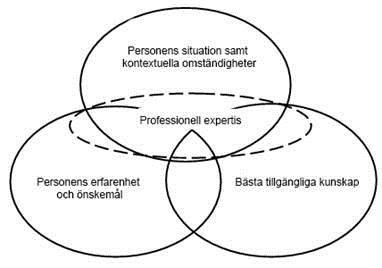 Personens situation samt
kontextuella omständigheter
Professionell expertis
Personens erfarenhet
och önskemål
Bästa tillgängliga kunskap